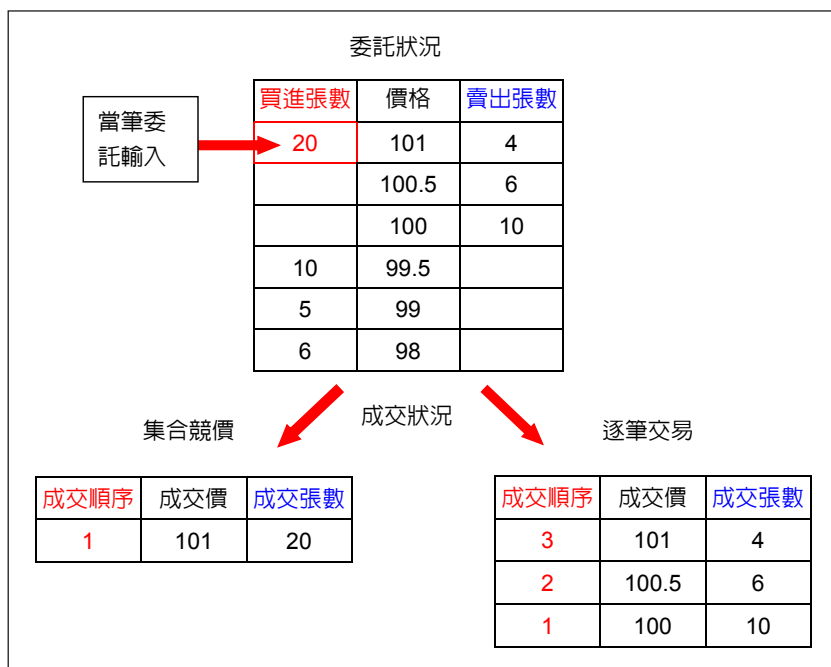 委託狀況
當筆委
託輸入
買進張數 價格 賣出張數
20 101 4
100.5 6
100 10
10 99.5
5 99
6 98
成交狀況
集合競價
逐筆交易
成交順序 成交價 成交張數
1 101 20
成交順序 成交價 成交張數
3 101 4
2 100.5 6
1 100 10